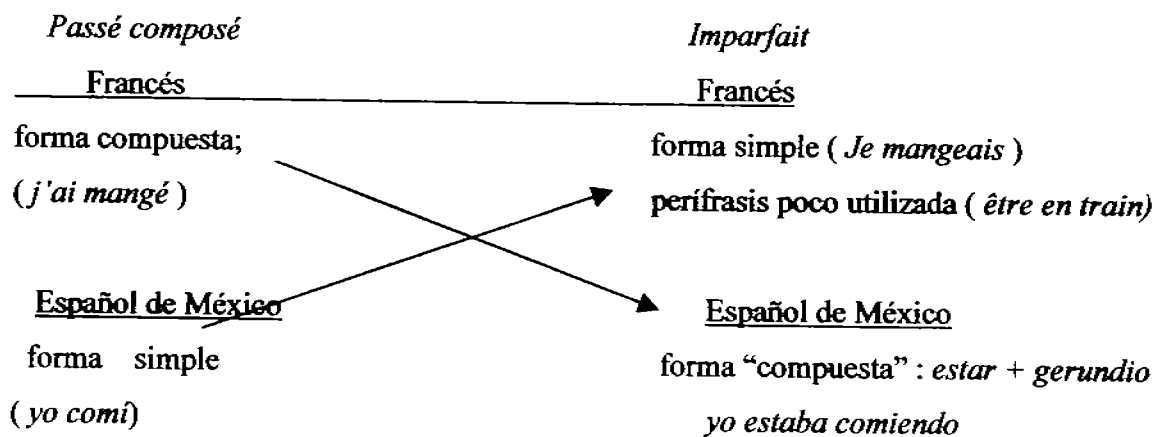 Passé composé
Imparfait
Francés
Francés
forma compuesta;
(j'ai mangé )
forma simple ( Je mangeais )
perífrasis poco utilizada ( être en train)
Español de México
forma simple
( yo comí)
Español de México
forma “compuesta” : estar + gerundio
yo estaba comiendo